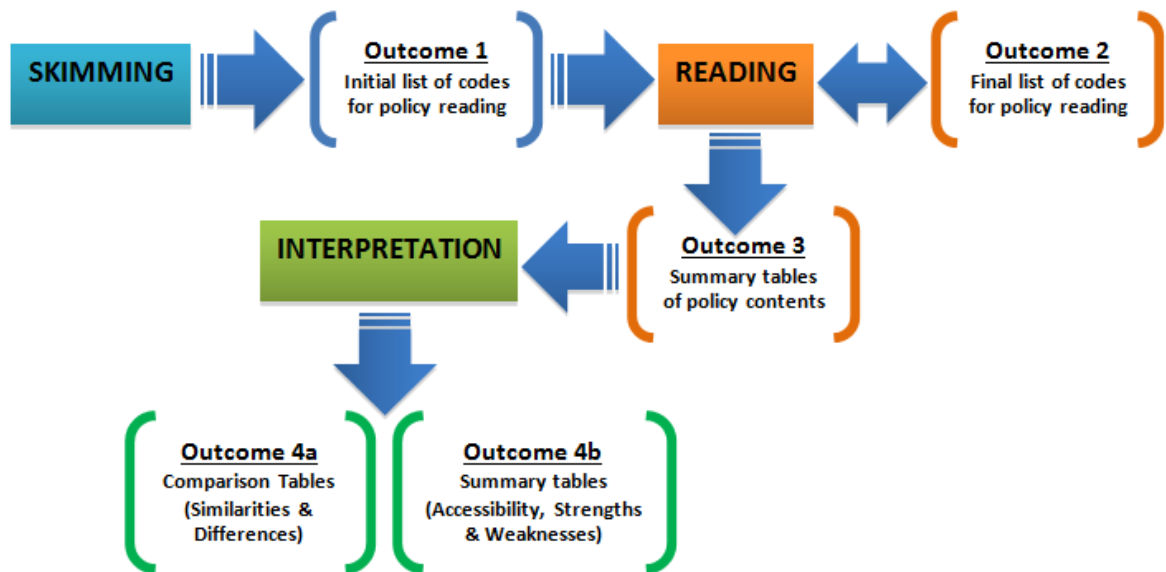 SKIMMING
Outcome 1
Initial list of codes
for policy reading
READING
Outcome 2
Final list of codes
for policy reading
INTERPRETATION
Outcome 3
Summary tables
of policy contents
Outcome 4a
Comparison Tables
(Similarities &
Differences)
Outcome 4b
Summary tables
(Accessibility, Strengths
& Weaknesses)